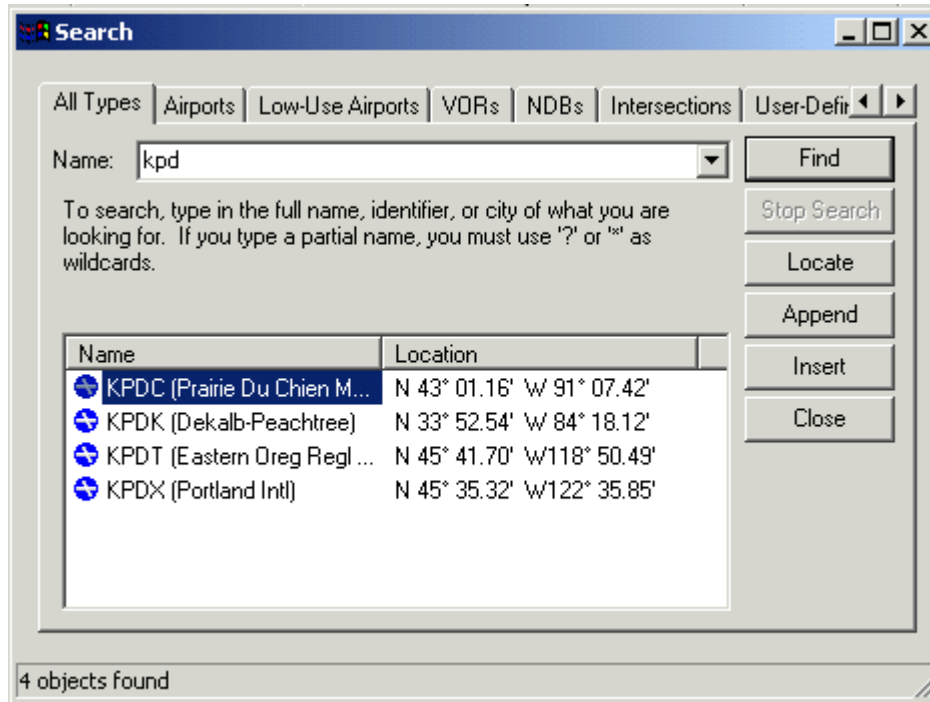 Search
All Types Airports Low-Use Airports VORs NDBs Intersections User-Defin
Name: kpd Find
To search, type in the full name, identifier, or city of what you are
looking for. If you type a partial name, you must use '?' or '*' as
wildcards.
Stop Search
Locate
Append
Insert
Close
Name Location
KPDC (Prairie Du Chien M... N 43° 01.16' W 91° 07.42'
KPDK (Dekalb-Peachtree) N 33° 52.54' W 84° 18.12'
KPDT (Eastern Oreg Regl ... N 45° 41.70' W118° 50.49'
KPDX (Portland Intl) N 45° 35.32' W122° 35.85'
4 objects found